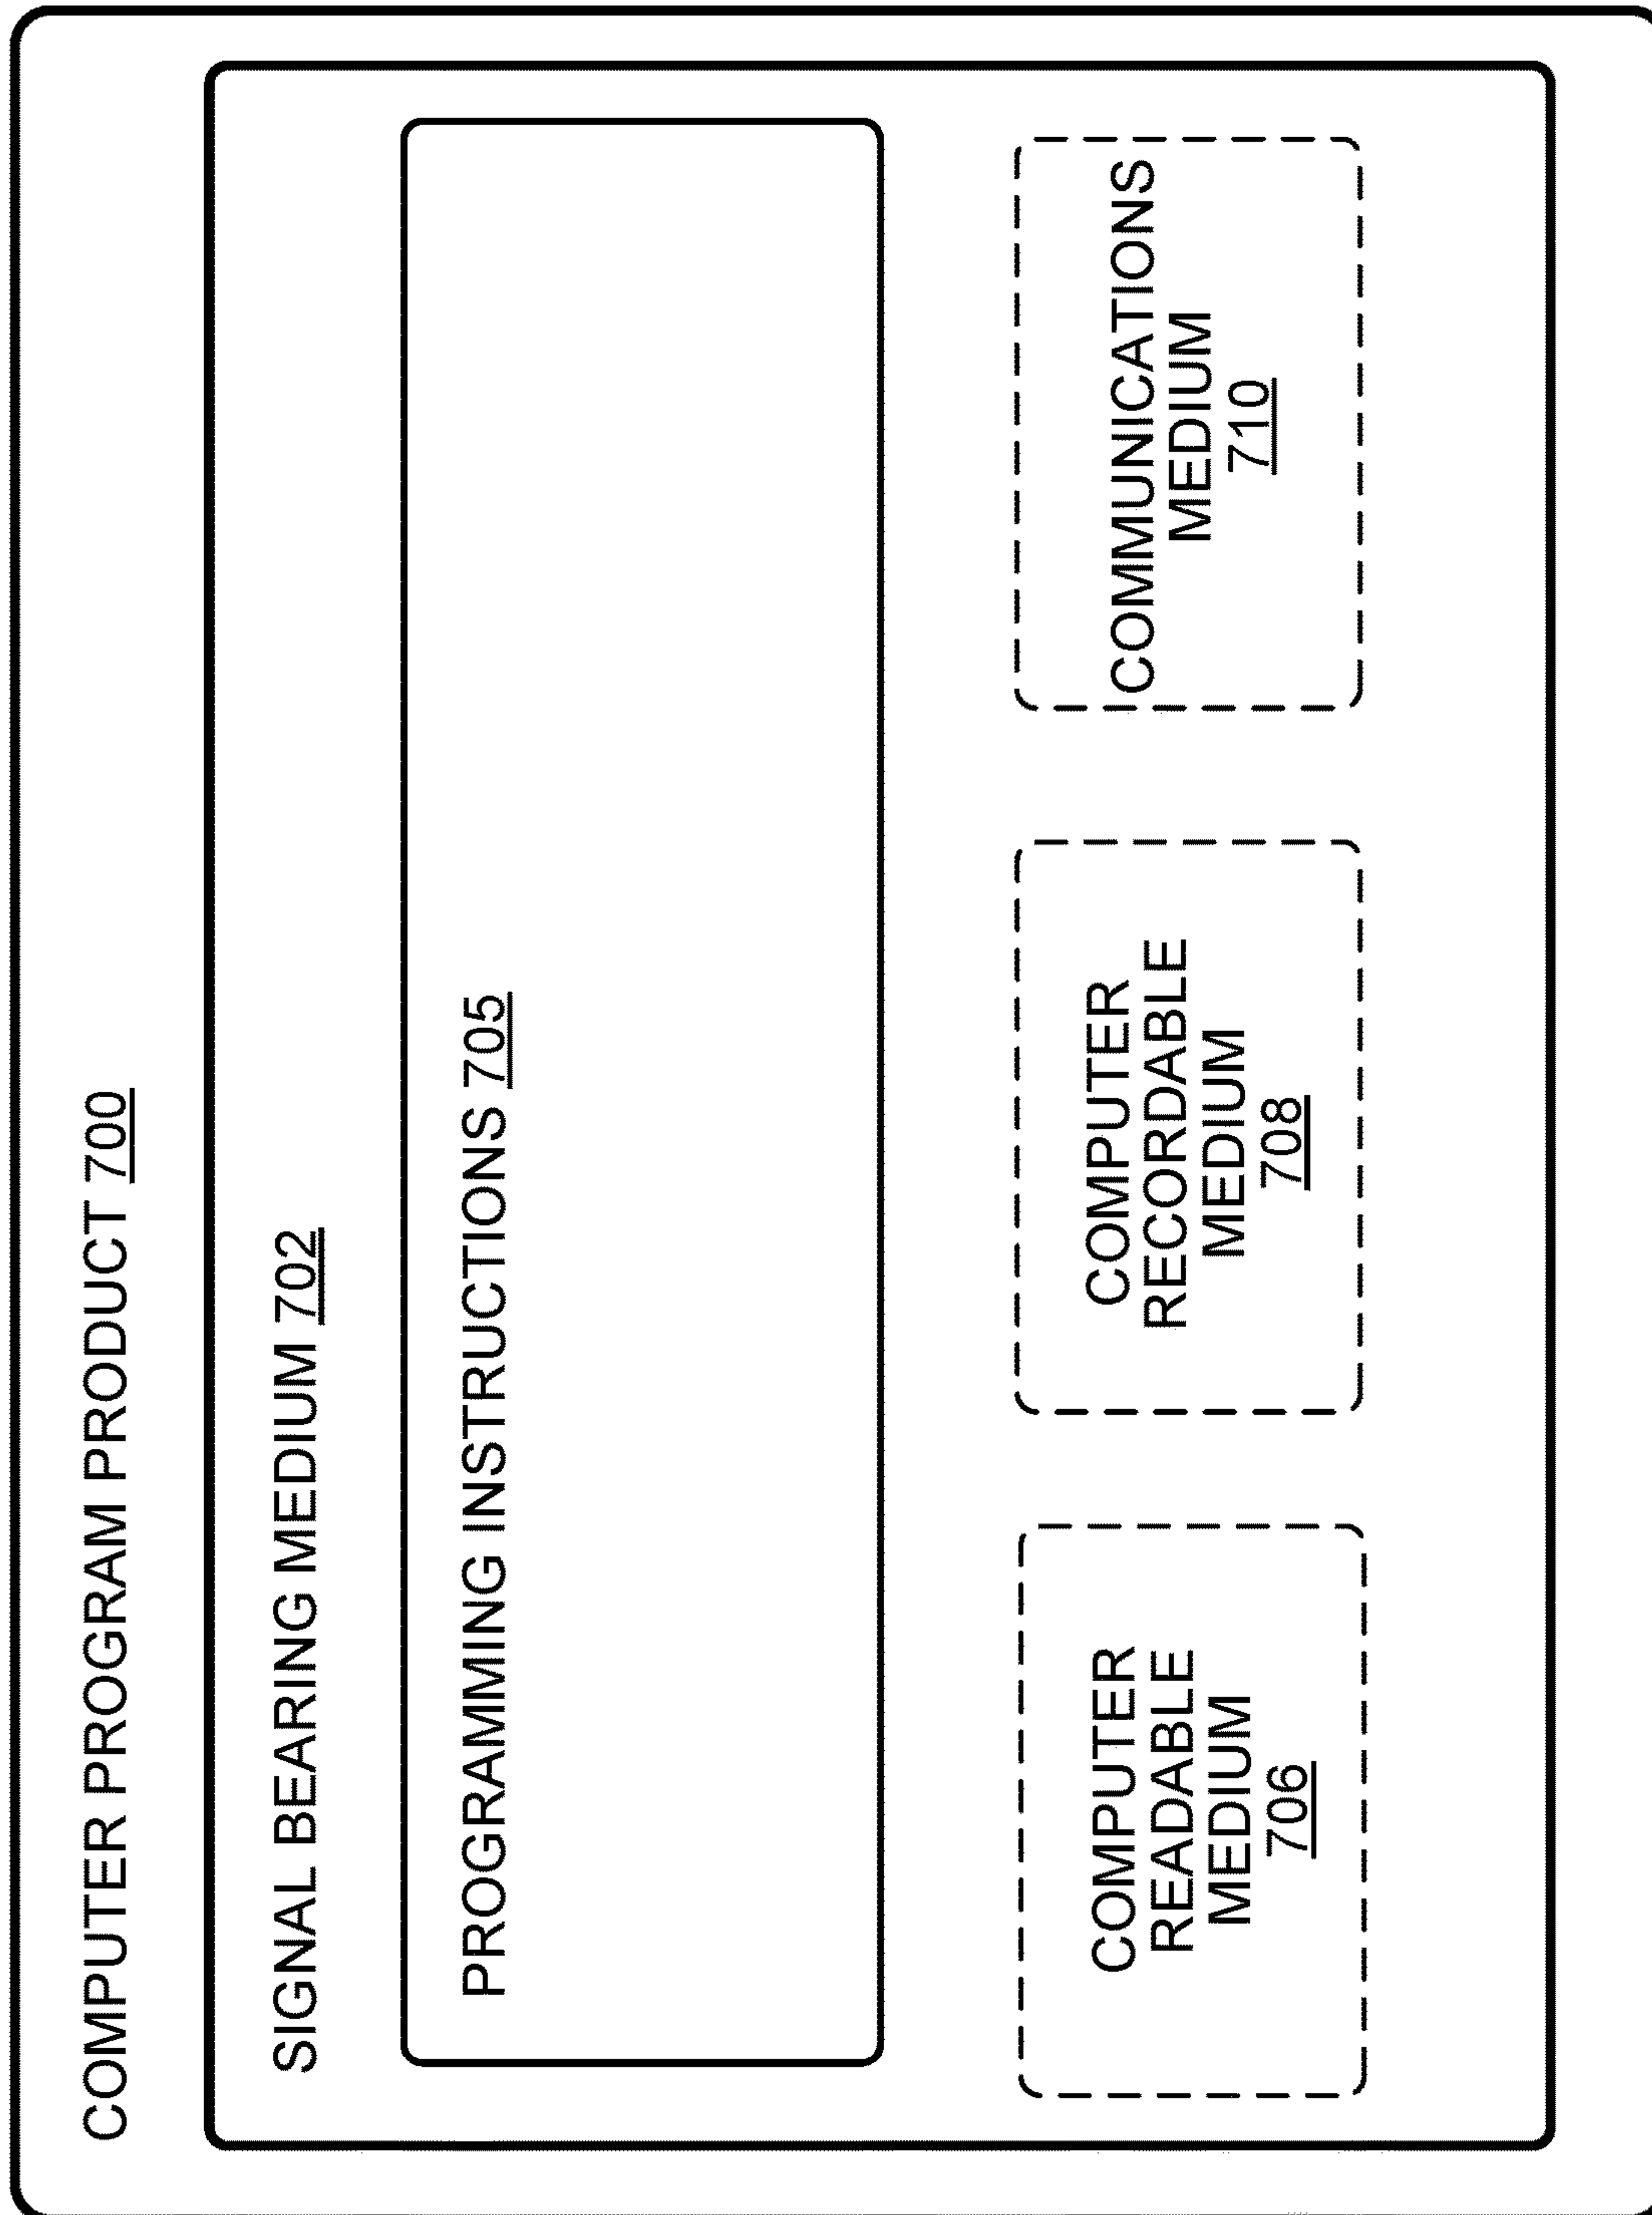 COMPUTER PROGRAM PRODUCT 700
SIGNAL BEARING MEDIUM 702
PROGRAMMING INSTRUCTIONS 705
COMPUTER
READABLE
MEDIUM
706
COMPUTER
RECORDABLE
MEDIUM
708
COMMUNICATIONS
MEDIUM
710